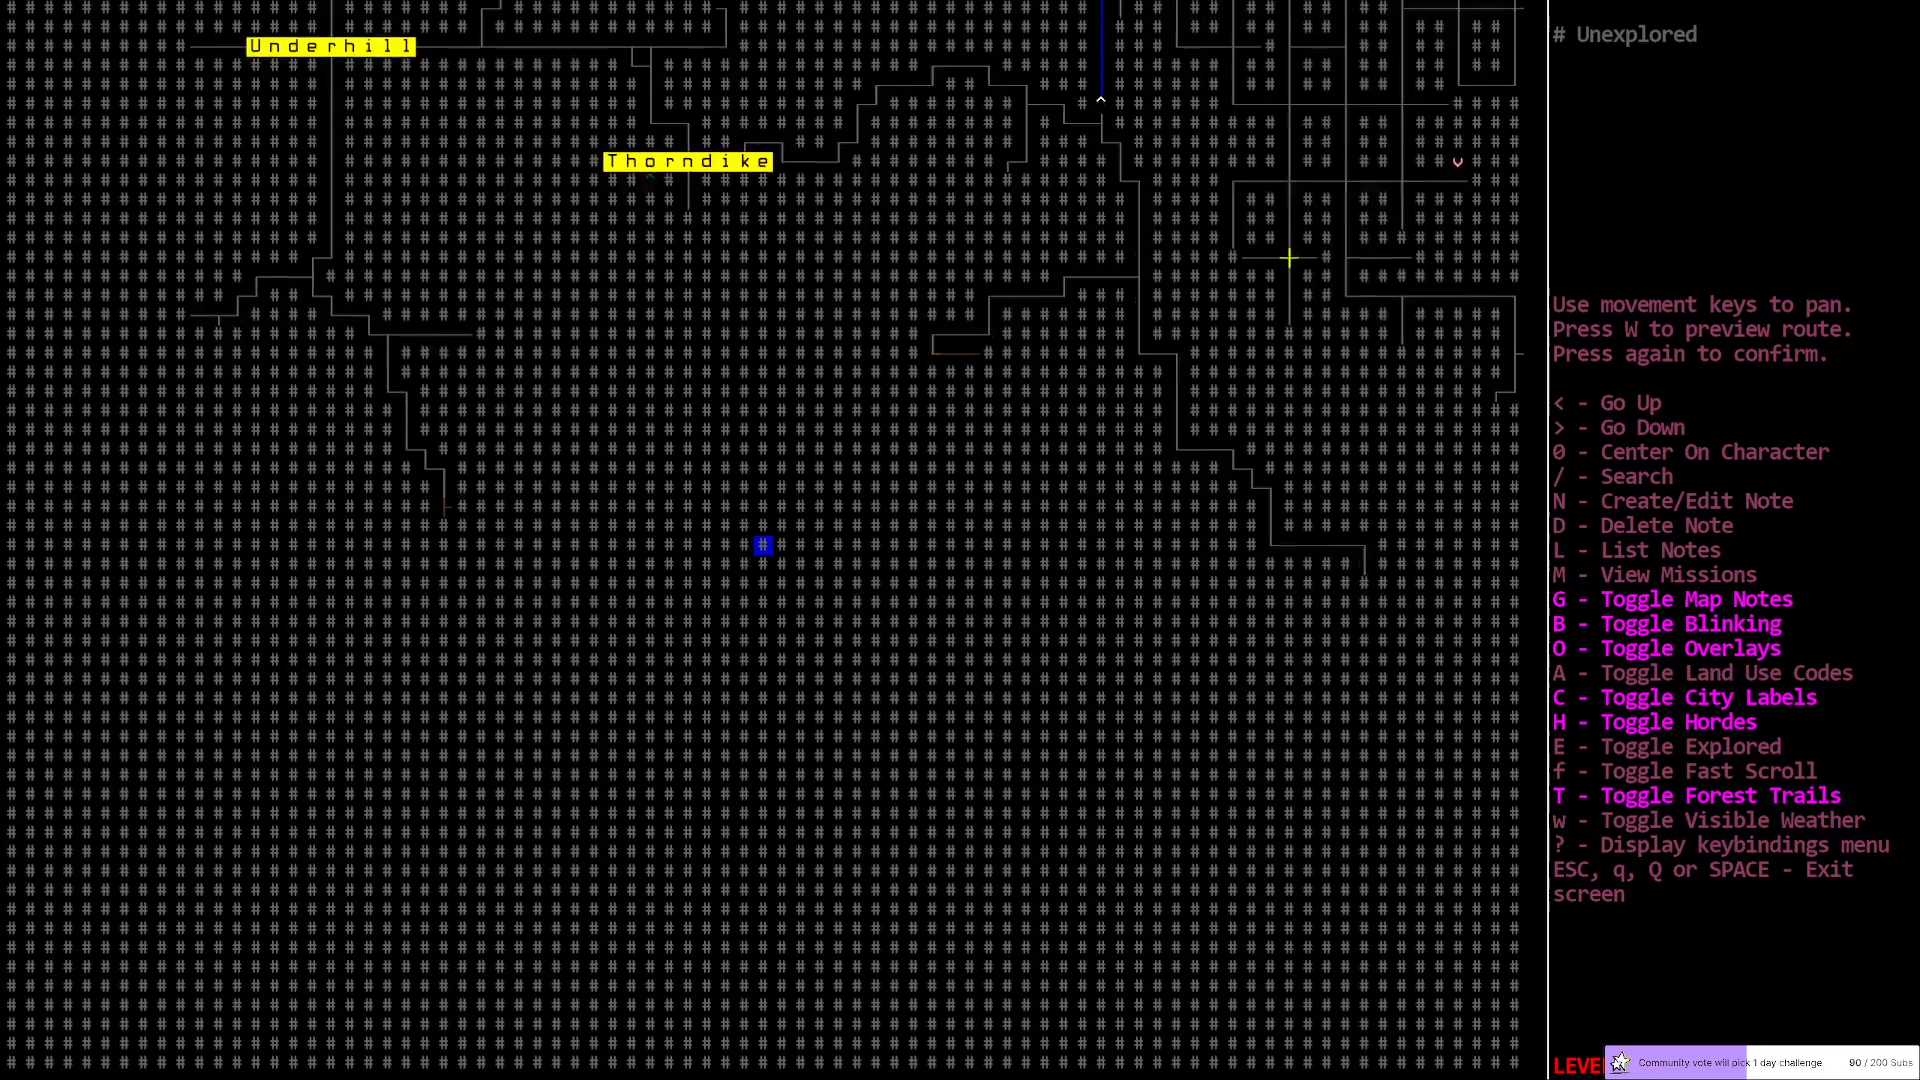 Underhill
Thorndike
# Unexplored
Use movement keys to pan.
Press W to preview route.
Press again to confirm.
< - Go Up
> - Go Down
0 - Center On Character
/ - Search
N - Create/Edit Note
D - Delete Note
L - List Notes
M - View Missions
G - Toggle Map Notes
B - Toggle Blinking
O - Toggle Overlays
A - Toggle Land Use Codes
C - Toggle City Labels
H - Toggle Hordes
E - Toggle Explored
f - Toggle Fast Scroll
T - Toggle Forest Trails
w - Toggle Visible Weather
? - Display keybindings menu
ESC, q, Q or SPACE - Exit
screen
LEVE
Community vote will pick 1 day challenge 90 / 200 Subs